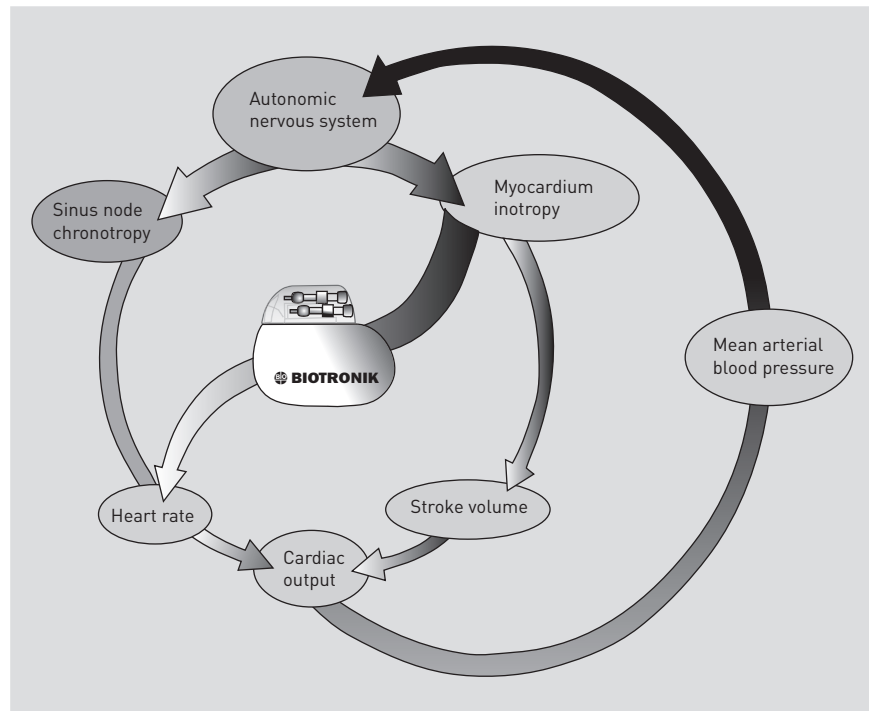 Autonomic
nervous system
Myocardium
inotropy
Sinus node
chronotropy
Mean arterial
blood pressure
BIO BIOTRONIK
Heart rate
Stroke volume
Cardiac
output